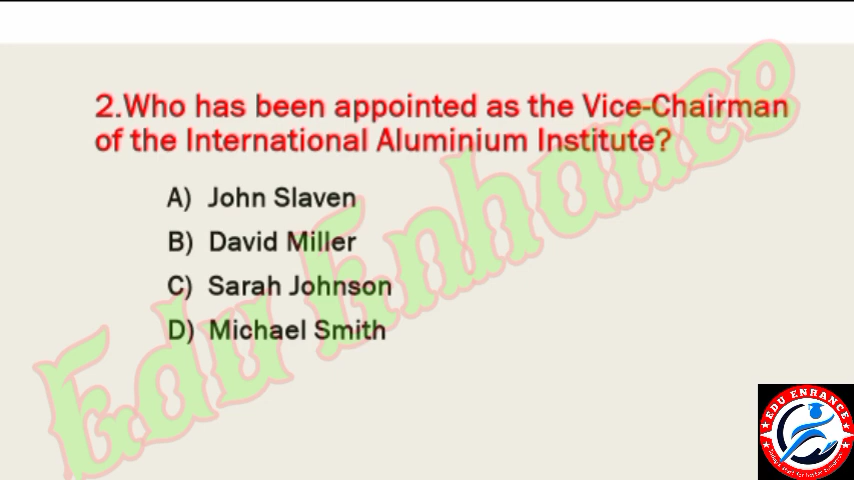 2.Who has been appointed as the Vice-Chairman
of the International Aluminium Institute?
A) John Slaven
B) David Miller
C) Sarah Johnson
D) Michael Smith
Edu Enhance
EDU ENHANCE